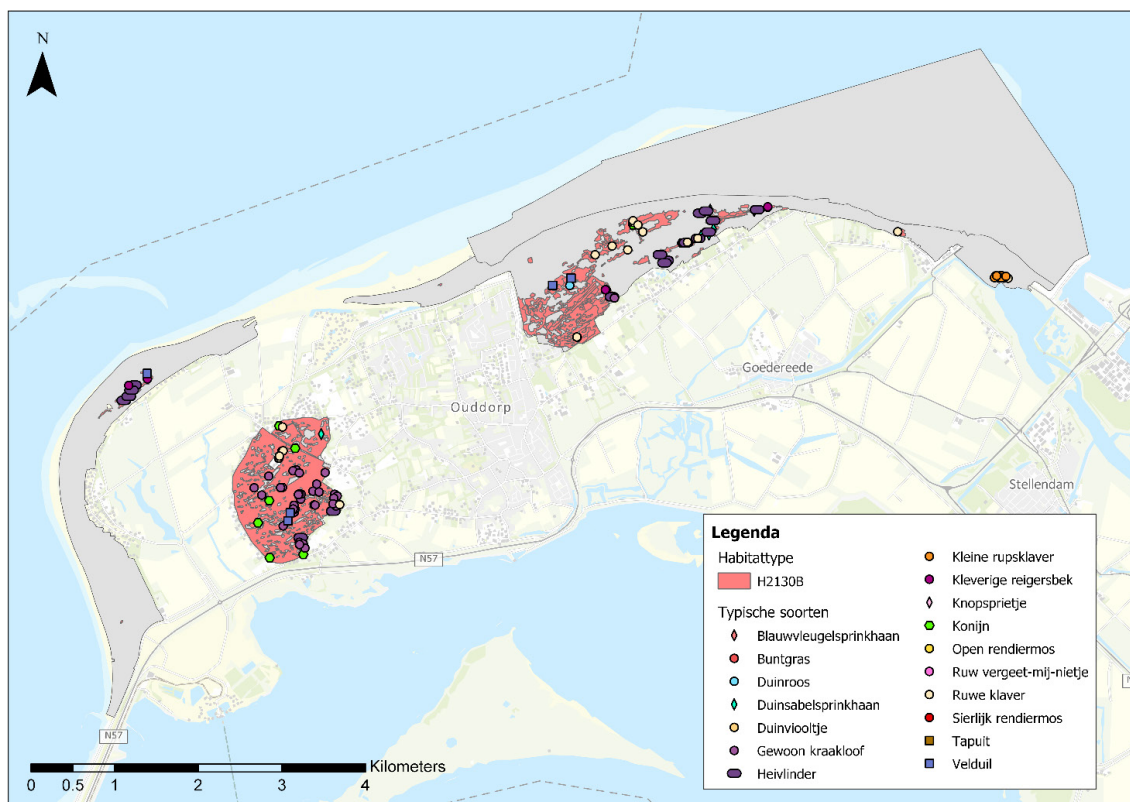 N
Ouddorp
Goedereede
Stellendam
N57
N57
N
0 0.5 1 2 3 4
Kilometers
Legenda
Habitattype
H2130B
Typische soorten
Blauwvleugelsprinkhaan
Buntgras
Duinroos
Duinsabelsprinkhaan
Duinviooltje
Gewoon kraakloof
Heivlinder
Kleine rupsklaver
Kleverige reigersbek
Knopsprietje
Konijn
Open rendiermos
Ruw vergeet-mij-nietje
Ruwe klaver
Sierlijk rendiermos
Tapuit
Velduil